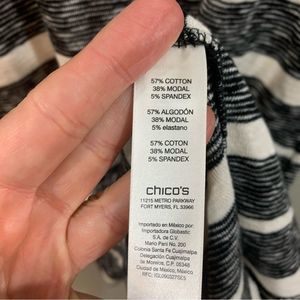 57% COTTON
38% MODAL
5% SPANDEX
57% ALGODÓN
38% MODAL
5% elastano
57% COTON
38% MODAL
5% SPANDEX
chico's
11215 METRO PARKWAY
FORT MYERS, FL 33966
Importado en México por:
Importadora Globastic
S.A. de C.V.
Mario Pani No. 200
Colonia Santa Fe Cuajimalpa
Delegación Cuajimalpa
de Morelos, C.P. 05348
Ciudad de México, México
RFC: IGL090327SC5